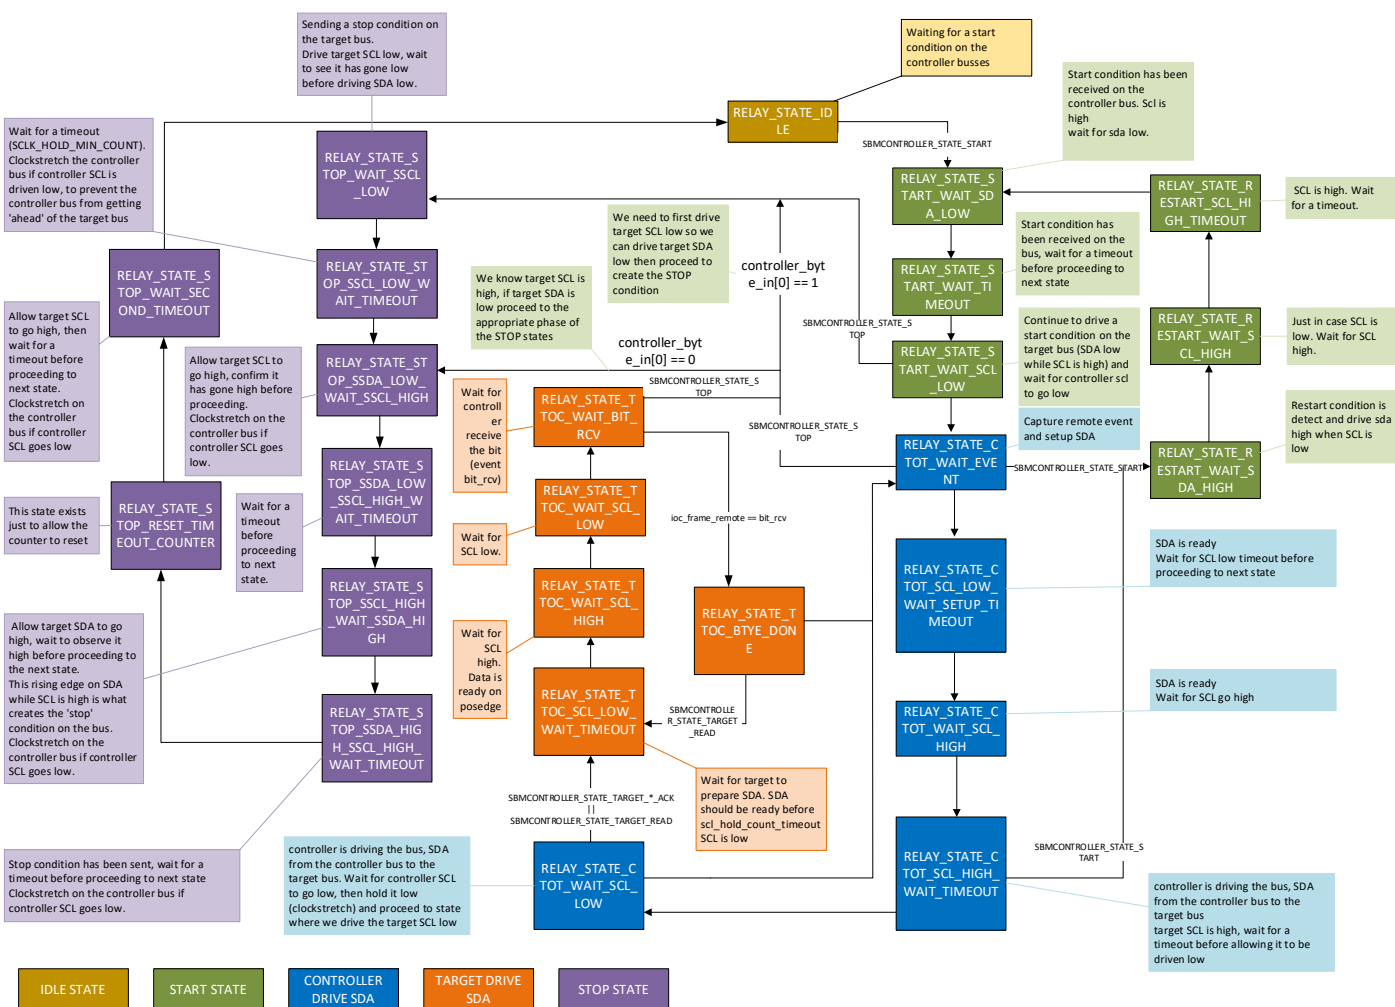 Sending a stop condition on
the target bus.
Drive target SCL low, wait
to see it has gone low
before driving SDA low.
Waiting for a start
condition on the
controller busses
Start condition has been
received on the
controller bus. Scl is
high
wait for sda low.
RELAY_STATE_ID
LE
SBMCONTROLLER_STATE_START
Wait for a timeout
(SCLK_HOLD_MIN_COUNT).
Clockstretch the controller
bus if controller SCL is
driven low, to prevent the
controller bus from getting
'ahead' of the target bus
RELAY_STATE_S
TOP_WAIT_SSCL
_LOW
RELAY_STATE_S
TART_WAIT_SD
A_LOW
RELAY_STATE_R
ESTART_SCL_HI
GH_TIMEOUT
SCL is high. Wait
for a timeout.
We need to first drive
target SCL low so we
can drive target SDA
low then proceed to
create the STOP
condition
Start condition has
been received on the
bus, wait for a timeout
before proceeding to
next state
RELAY_STATE_S
TOP_WAIT_SEC
OND_TIMEOUT
RELAY_STATE_ST
OP_SSCL_LOW_W
AIT_TIMEOUT
We know target SCL is
high, if target SDA is
low proceed to the
appropriate phase of
the STOP states
controller_byt
e_in[0] == 1
RELAY_STATE_S
TART_WAIT_TI
MEOUT
Allow target SCL
to go high, then
wait for a
timeout before
proceeding to
next state.
Clockstretch on
the controller
bus if controller
SCL goes low
SBMCONTROLLER_STATE_S
TOP
Continue to drive a
start condition on the
target bus (SDA low
while SCL is high) and
wait for controller scl
to go low
RELAY_STATE_R
ESTART_WAIT_S
CL_HIGH
Just in case SCL is
low. Wait for SCL
high.
Allow target SCL to
go high, confirm it
has gone high before
proceeding.
Clockstretch on the
controller bus if
controller SCL goes
low.
RELAY_STATE_ST
OP_SSDA_LOW_
WAIT_SSCL_HIGH
controller_byt
e_in[0] == 0
RELAY_STATE_S
TART_WAIT_SCL
_LOW
SBMCONTROLLER_STATE_S
TOP
Wait for
controll
er
receive
the bit
(event
bit_rcv)
RELAY_STATE_T
TOC_WAIT_BIT_
RCV
Restart condition is
detect and drive sda
high when SCL is
low
Capture remote event
and setup SDA
SBMCONTROLLER_STATE_S
TOP
RELAY_STATE_C
TOT_WAIT_EVE
NT
SBMCONTROLLER_STATE_START
RELAY_STATE_R
ESTART_WAIT_S
DA_HIGH
This state exists
just to allow the
counter to reset
RELAY_STATE_S
TOP_RESET_TIM
EOUT_COUNTER
Wait for a
timeout
before
proceeding
to next
state.
RELAY_STATE_S
TOP_SSDA_LOW
_SSCL_HIGH_W
AIT_TIMEOUT
Wait for
SCL low.
RELAY_STATE_T
TOC_WAIT_SCL_
LOW
ioc_frame_remote == bit_rcv
SDA is ready
Wait for SCL low timeout before
proceeding to next state
RELAY_STATE_S
TOP_SSCL_HIGH
_WAIT_SSDA_HI
GH
RELAY_STATE_T
TOC_WAIT_SCL_
HIGH
RELAY_STATE_T
TOC_BTYE_DON
E
RELAY_STATE_C
TOT_SCL_LOW_
WAIT_SETUP_TI
MEOUT
Allow target SDA to go
high, wait to observe it
high before proceeding to
the next state.
This rising edge on SDA
while SCL is high is what
creates the 'stop'
condition on the bus.
Clockstretch on the
controller bus if controller
SCL goes low.
Wait for
SCL
high.
Data is
ready on
posedge
RELAY_STATE_T
TOC_SCL_LOW_
WAIT_TIMEOUT
SBMCONTROLLE
R_STATE_TARGET
_READ
SDA is ready
Wait for SCL go high
RELAY_STATE_C
TOT_WAIT_SCL_
HIGH
RELAY_STATE_S
TOP_SSDA_HIG
H_SSCL_HIGH_
WAIT_TIMEOUT
Wait for target to
prepare SDA. SDA
should be ready before
scl_hold_count_timeout
SCL is low
SBMCONTROLLER_STATE_TARGET_*_ACK
||
SBMCONTROLLER_STATE_TARGET_READ
Stop condition has been sent, wait for a
timeout before proceeding to next state
Clockstretch on the controller bus if
controller SCL goes low.
controller is driving the bus, SDA
from the controller bus to the
target bus. Wait for controller SCL
to go low, then hold it low
(clockstretch) and proceed to state
where we drive the target SCL low
RELAY_STATE_C
TOT_WAIT_SCL_
LOW
RELAY_STATE_C
TOT_SCL_HIGH_
WAIT_TIMEOUT
SBMCONTROLLER_STATE_S
TART
controller is driving the bus, SDA
from the controller bus to the
target bus
target SCL is high, wait for a
timeout before allowing it to be
driven low
IDLE STATE
START STATE
CONTROLLER
DRIVE SDA
TARGET DRIVE
SDA
STOP STATE